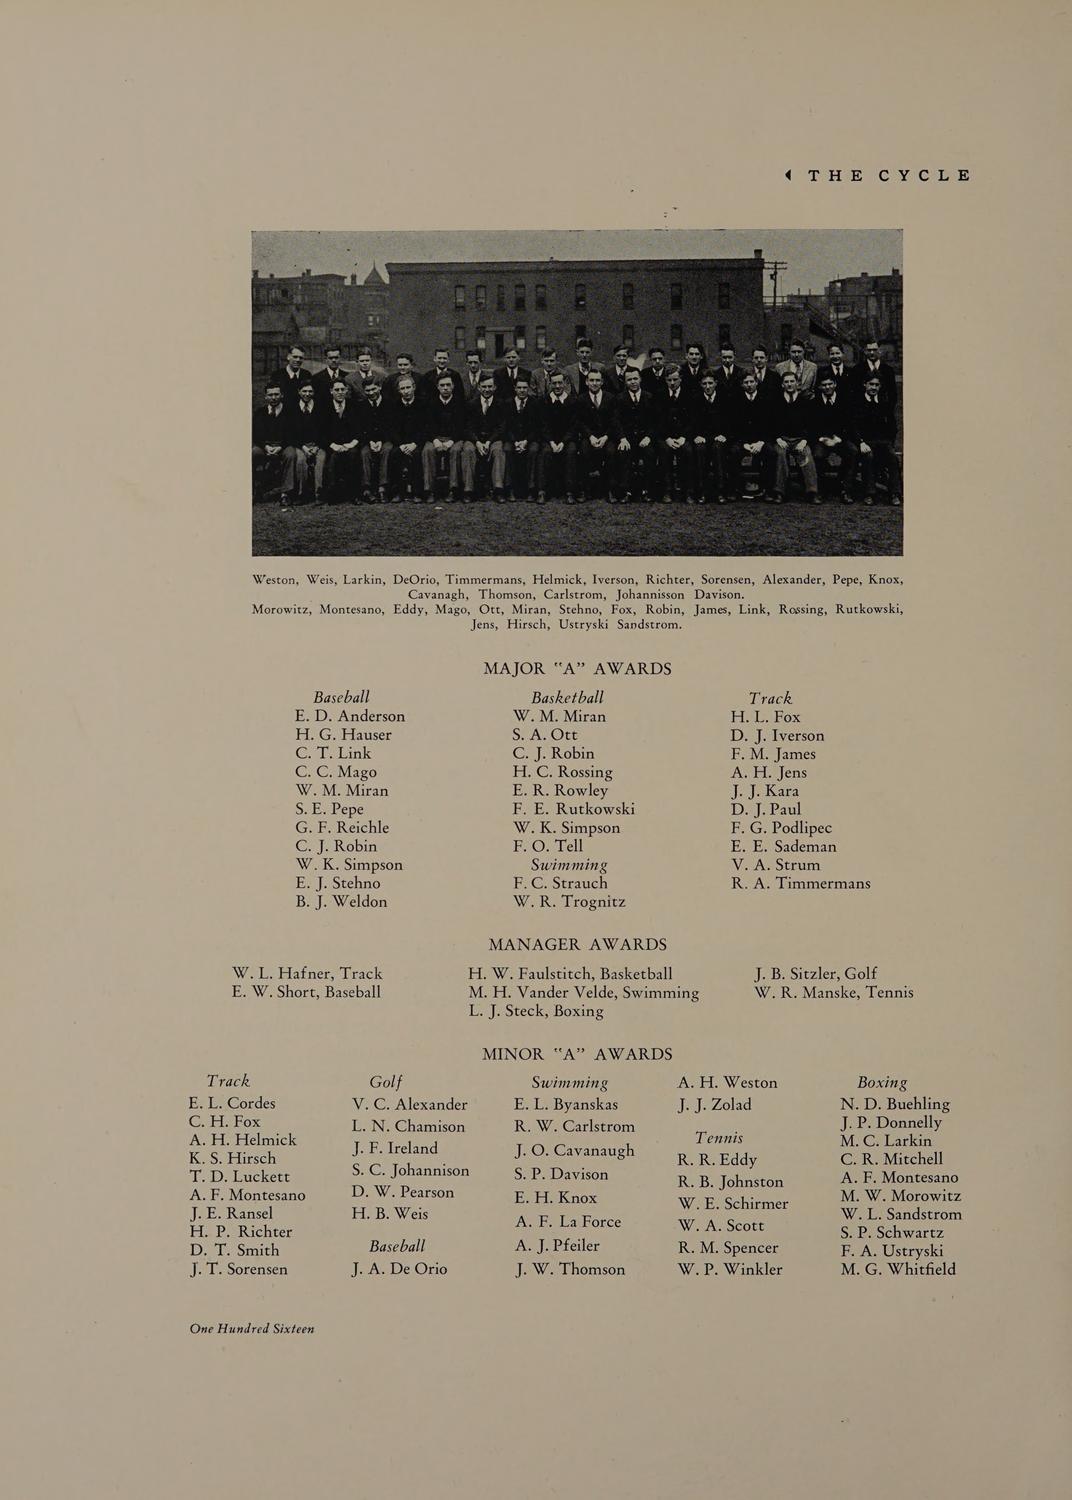 THE CYCLE
Weston, Weis, Larkin, DeOrio, Timmermans, Helmick, Iverson, Richter, Sorensen, Alexander, Pepe, Knox,
Cavanagh, Thomson, Carlstrom, Johannisson Davison.
Morowitz, Montesano, Eddy, Mago, Ott, Miran, Stehno, Fox, Robin, James, Link, Rossing, Rutkowski,
Jens, Hirsch, Ustryski Sandstrom.
MAJOR "A" AWARDS
Baseball
E. D. Anderson
H. G. Hauser
C. T. Link
C. C. Mago
W. M. Miran
S. E. Pepe
G. F. Reichle
C. J. Robin
W. K. Simpson
E. J. Stehno
B. J. Weldon
Basketball
W. M. Miran
S. A. Ott
C. J. Robin
H. C. Rossing
E. R. Rowley
F. E. Rutkowski
W. K. Simpson
F. O. Tell
Swimming
F. C. Strauch
W. R. Trognitz
Track
H. L. Fox
D. J. Iverson
F. M. James
A. H. Jens
J. J. Kara
D. J. Paul
F. G. Podlipec
E. E. Sademan
V. A. Strum
R. A. Timmermans
MANAGER AWARDS
W. L. Hafner, Track
E. W. Short, Baseball
H. W. Faulstitch, Basketball
M. H. Vander Velde, Swimming
L. J. Steck, Boxing
J. B. Sitzler, Golf
W. R. Manske, Tennis
MINOR "A" AWARDS
Track
E. L. Cordes
C. H. Fox
A. H. Helmick
K. S. Hirsch
T. D. Luckett
A. F. Montesano
J. E. Ransel
H. P. Richter
D. T. Smith
J. T. Sorensen
Golf
V. C. Alexander
L. N. Chamison
J. F. Ireland
S. C. Johannison
D. W. Pearson
H. B. Weis
Baseball
J. A. De Orio
Swimming
E. L. Byanskas
R. W. Carlstrom
J. O. Cavanaugh
S. P. Davison
E. H. Knox
A. F. La Force
A. J. Pfeiler
J. W. Thomson
A. H. Weston
J. J. Zolad
Tennis
R. R. Eddy
R. B. Johnston
W. E. Schirmer
W. A. Scott
R. M. Spencer
W. P. Winkler
Boxing
N. D. Buehling
J. P. Donnelly
M. C. Larkin
C. R. Mitchell
A. F. Montesano
M. W. Morowitz
W. L. Sandstrom
S. P. Schwartz
F. A. Ustryski
M. G. Whitfield
One Hundred Sixteen